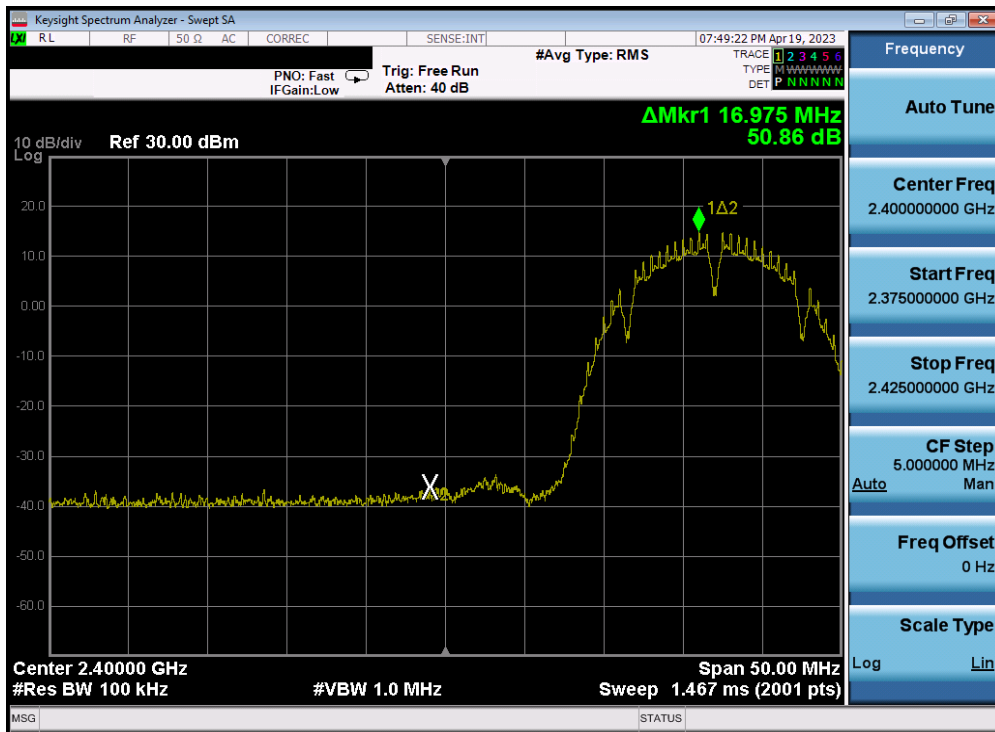 Keysight Spectrum Analyzer - Swept SA
LXI RL RF 50 Ω AC CORREC SENSE:INT 07:49:22 PM Apr 19, 2023
PNO: Fast
IFGain:Low
Trig: Free Run
Atten: 40 dB
#Avg Type: RMS
TRACE 1 2 3 4 5 6
TYPE M WWWWW
DET P N N N N N
ΔMkr1 16.975 MHz
50.86 dB
10 dB/div Ref 30.00 dBm
Log
1Δ2
20.0
10.0
0.00
-10.0
-20.0
-30.0
X
-40.0
-50.0
-60.0
Center 2.40000 GHz Span 50.00 MHz
#Res BW 100 kHz #VBW 1.0 MHz Sweep 1.467 ms (2001 pts)
MSG STATUS
Frequency
Auto Tune
Center Freq
2.400000000 GHz
Start Freq
2.375000000 GHz
Stop Freq
2.425000000 GHz
CF Step
5.000000 MHz
Auto Man
Freq Offset
0 Hz
Scale Type
Log Lin